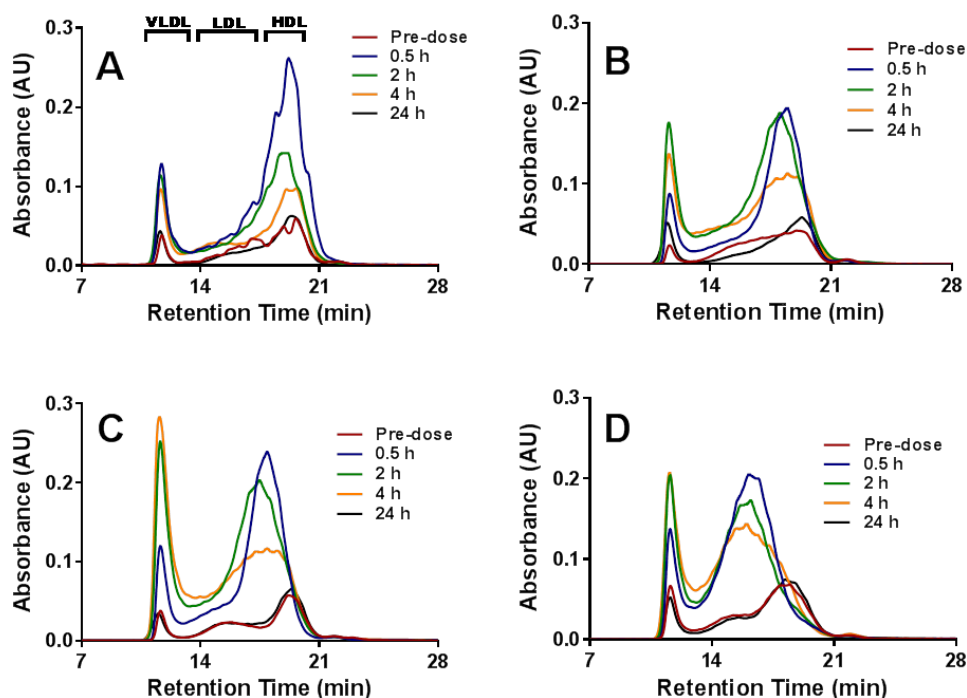 VLDL LDL HDL
A
Absorbance (AU)
0.3
0.2
0.1
0.0
7 14 21 28
Retention Time (min)
Pre-dose
0.5 h
2 h
4 h
24 h
B
Absorbance (AU)
0.3
0.2
0.1
0.0
7 14 21 28
Retention Time (min)
Pre-dose
0.5 h
2 h
4 h
24 h
C
Absorbance (AU)
0.3
0.2
0.1
0.0
7 14 21 28
Retention Time (min)
Pre-dose
0.5 h
2 h
4 h
24 h
D
Absorbance (AU)
0.3
0.2
0.1
0.0
7 14 21 28
Retention Time (min)
Pre-dose
0.5 h
2 h
4 h
24 h